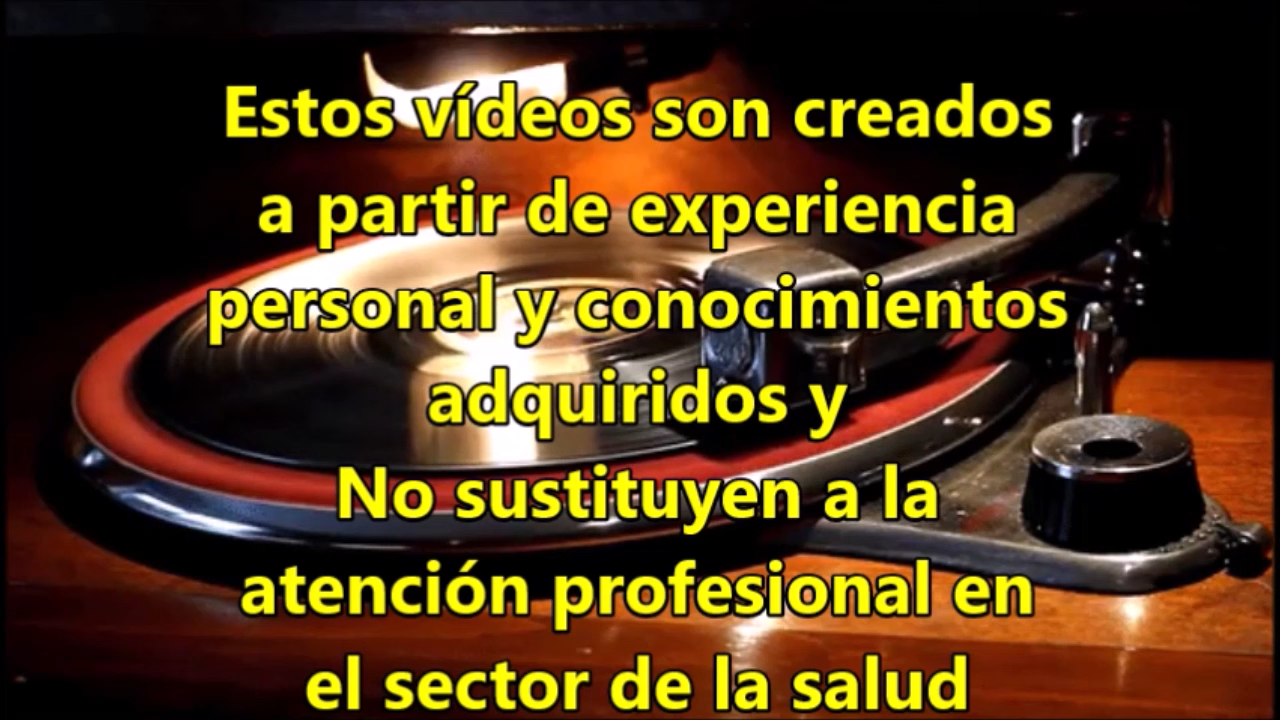 Estos vídeos son creados
a partir de experiencia
personal y conocimientos
adquiridos y
No sustituyen a la
atención profesional en
el sector de la salud